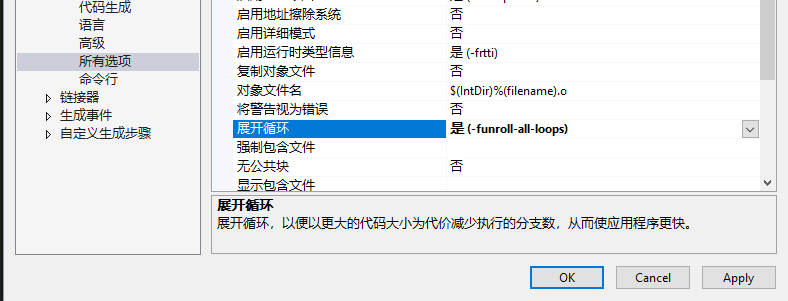 代码生成
语言
高级
所有选项
命令行
链接器
生成事件
自定义生成步骤
启用地址擦除系统 否
启用详细模式 否
启用运行时类型信息 是 (-frtti)
复制对象文件 否
对象文件名 $(IntDir)%(filename).o
将警告视为错误 否
展开循环 是 (-funroll-all-loops)
强制包含文件
无公共块 否
显示包含文件
展开循环
展开循环，以便以更大的代码大小为代价减少执行的分支数，从而使应用程序更快。
OK Cancel Apply